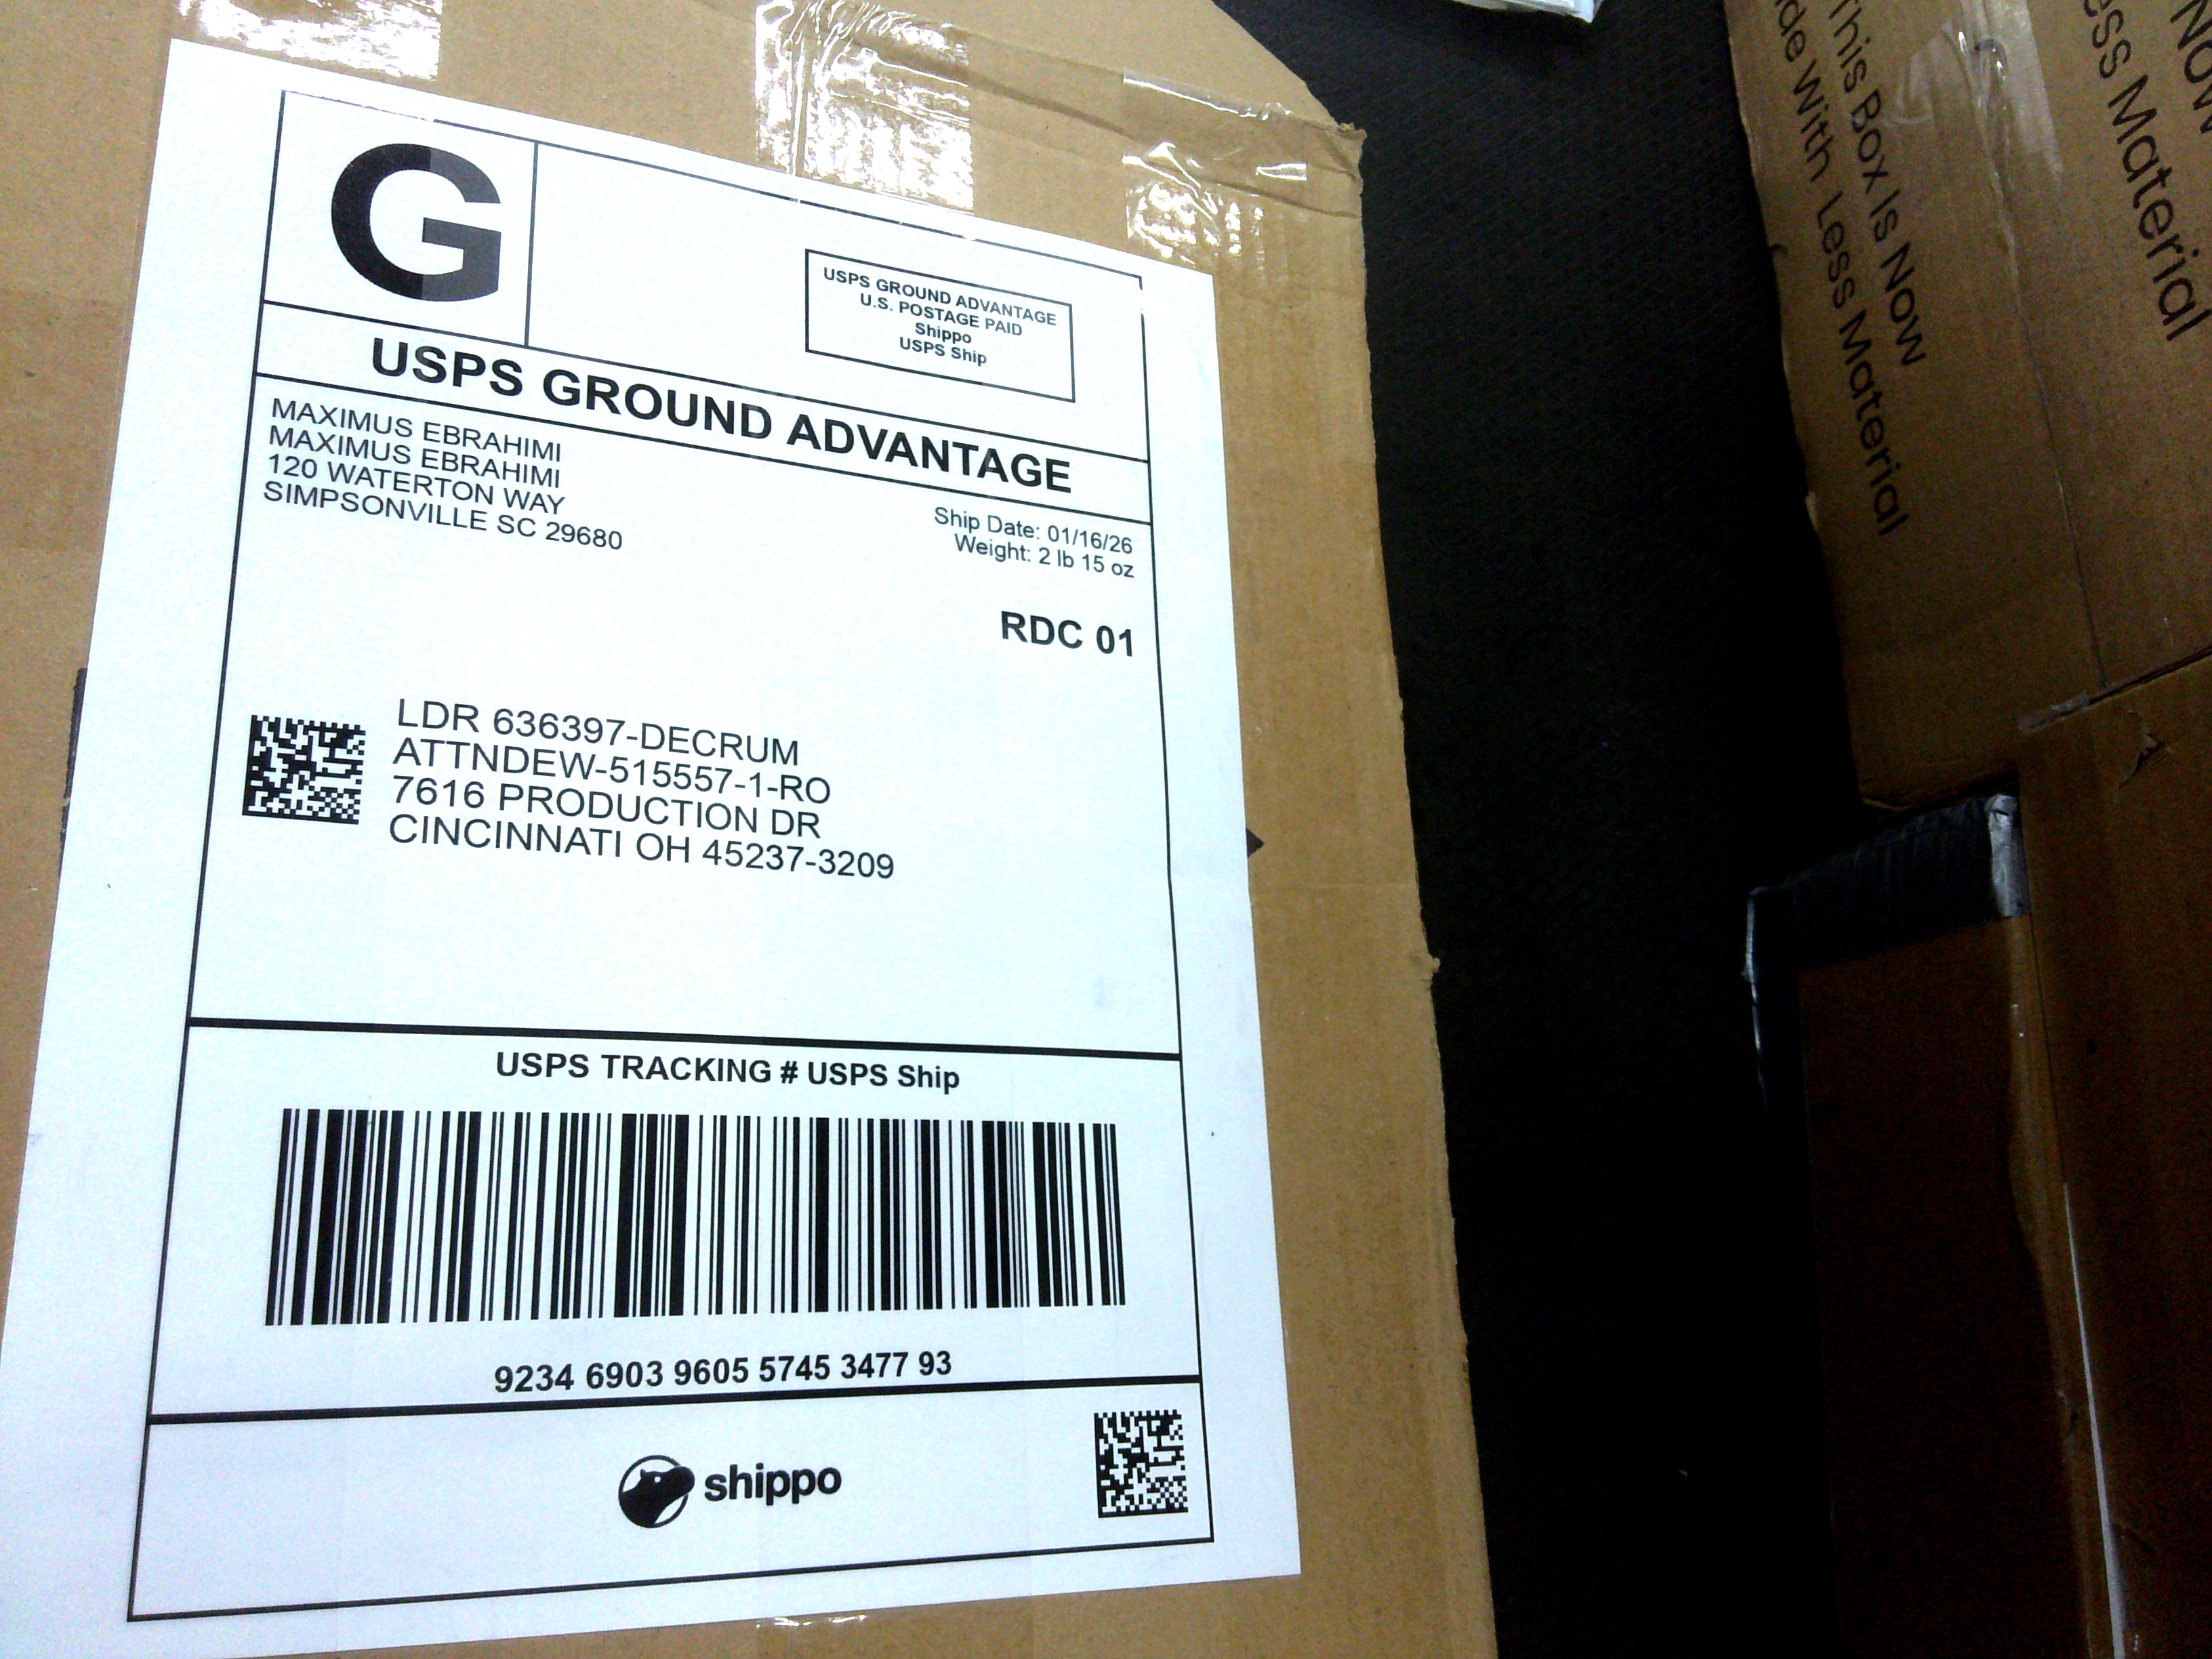 G
USPS GROUND ADVANTAGE
U.S. POSTAGE PAID
Shippo
USPS Ship
USPS GROUND ADVANTAGE
MAXIMUS EBRAHIMI
MAXIMUS EBRAHIMI
120 WATERTON WAY
SIMPSONVILLE SC 29680
Ship Date: 01/16/26
Weight: 2 lb 15 oz
RDC 01
LDR 636397-DECRUM
ATTNDEW-515557-1-RO
7616 PRODUCTION DR
CINCINNATI OH 45237-3209
USPS TRACKING # USPS Ship
9234 6903 9605 5745 3477 93
shippo
This Box Is Now
With Less Material
Now
Material